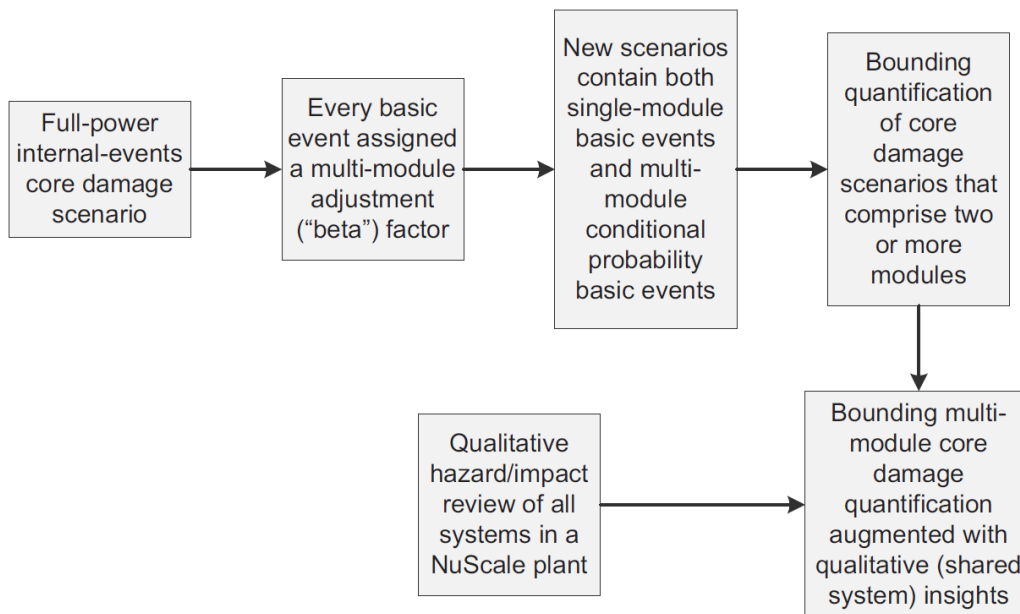 Full-power
internal-events
core damage
scenario
Every basic
event assigned
a multi-module
adjustment
(“beta”) factor
New scenarios
contain both
single-module
basic events
and multi-
module
conditional
probability
basic events
Bounding
quantification
of core
damage
scenarios that
comprise two
or more
modules
Qualitative
hazard/impact
review of all
systems in a
NuScale plant
Bounding multi-
module core
damage
quantification
augmented with
qualitative (shared
system) insights